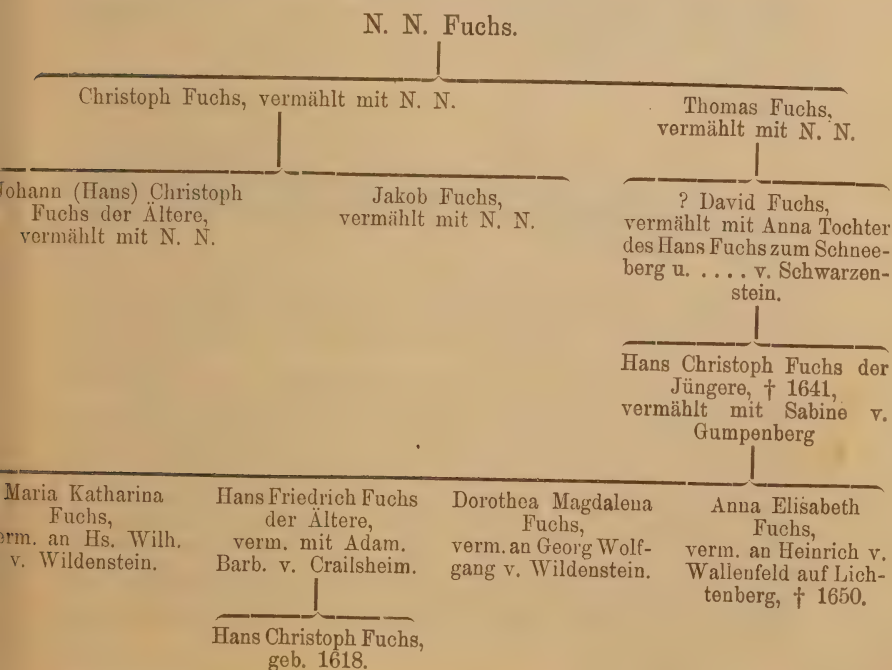 N. N. Fuchs.
Christoph Fuchs, vermählt mit N. N.
Thomas Fuchs,
vermählt mit N. N.
Johann (Hans) Christoph
Fuchs der Ältere,
vermählt mit N. N.
Jakob Fuchs,
vermählt mit N. N.
? David Fuchs,
vermählt mit Anna Tochter
des Hans Fuchs zum Schnee-
berg u. . . . . v. Schwarzen-
stein.
Hans Christoph Fuchs der
Jüngere, † 1641,
vermählt mit Sabine v.
Gumpenberg
Maria Katharina
Fuchs,
verm. an Hs. Wilh.
v. Wildenstein.
Hans Friedrich Fuchs
der Ältere,
verm. mit Adam.
Barb. v. Crailsheim.
Dorothea Magdalena
Fuchs,
verm. an Georg Wolf-
gang v. Wildenstein.
Anna Elisabeth
Fuchs,
verm. an Heinrich v.
Wallenfeld auf Lich-
tenberg, † 1650.
Hans Christoph Fuchs,
geb. 1618.